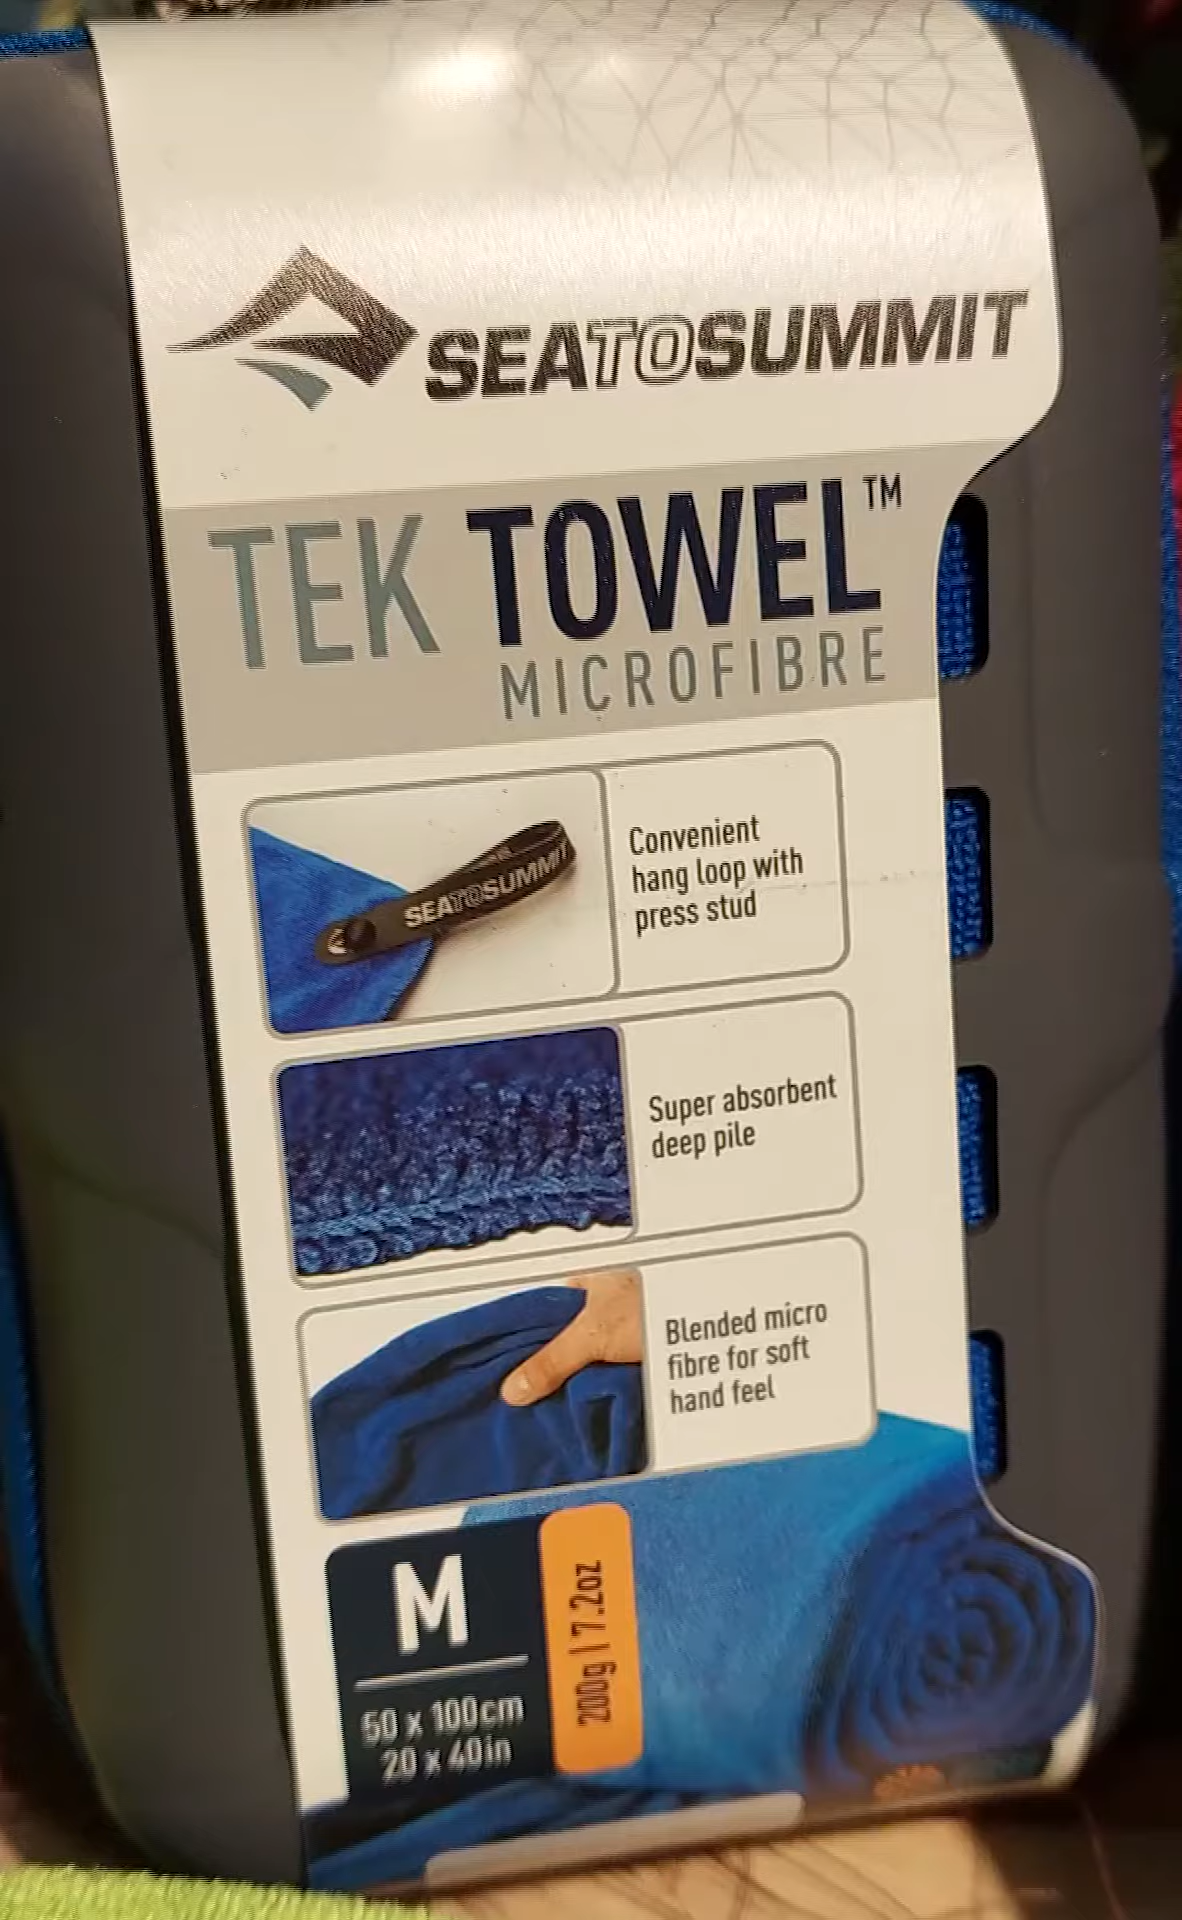 SEATOSUMMIT
TEK TOWEL™
MICROFIBRE
SEATOSUMMIT
Convenient
hang loop with
press stud
Super absorbent
deep pile
Blended micro
fibre for soft
hand feel
M
50 x 100cm
20 x 40in
200g | 7.2oz